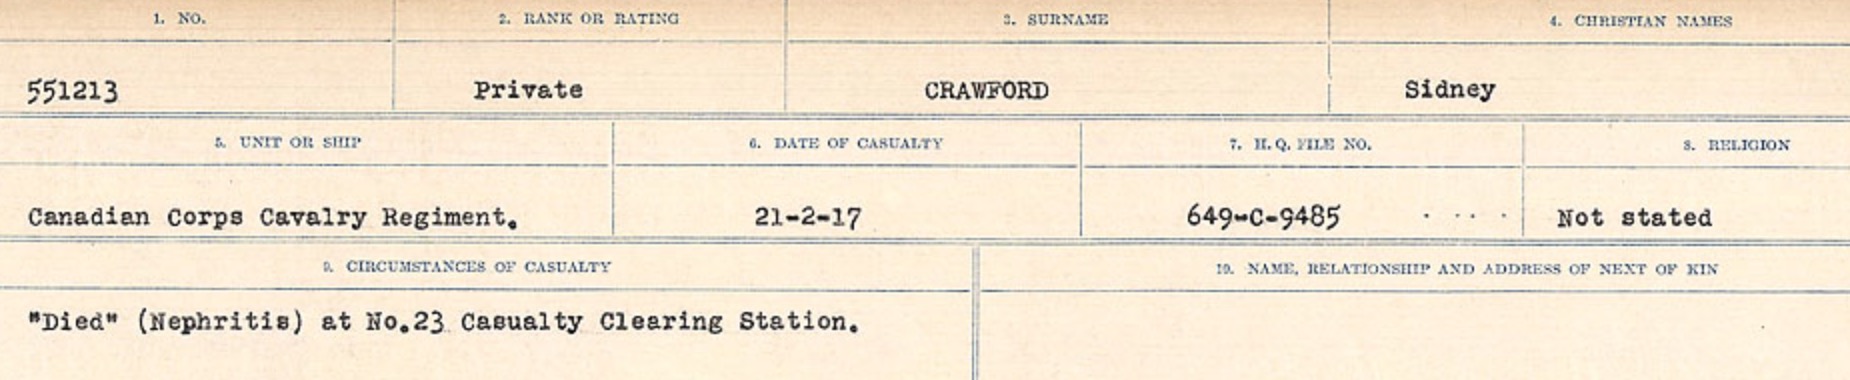 1. NO. 2. RANK OR RATING 3. SURNAME 4. CHRISTIAN NAMES
551213 Private CRAWFORD Sidney
5. UNIT OR SHIP 6. DATE OF CASUALTY 7. H. Q. FILE NO. 8. RELIGION
Canadian Corps Cavalry Regiment. 21-2-17 649-C-9485 Not stated
9. CIRCUMSTANCES OF CASUALTY 10. NAME, RELATIONSHIP AND ADDRESS OF NEXT OF KIN
"Died" (Nephritis) at No.23 Casualty Clearing Station.